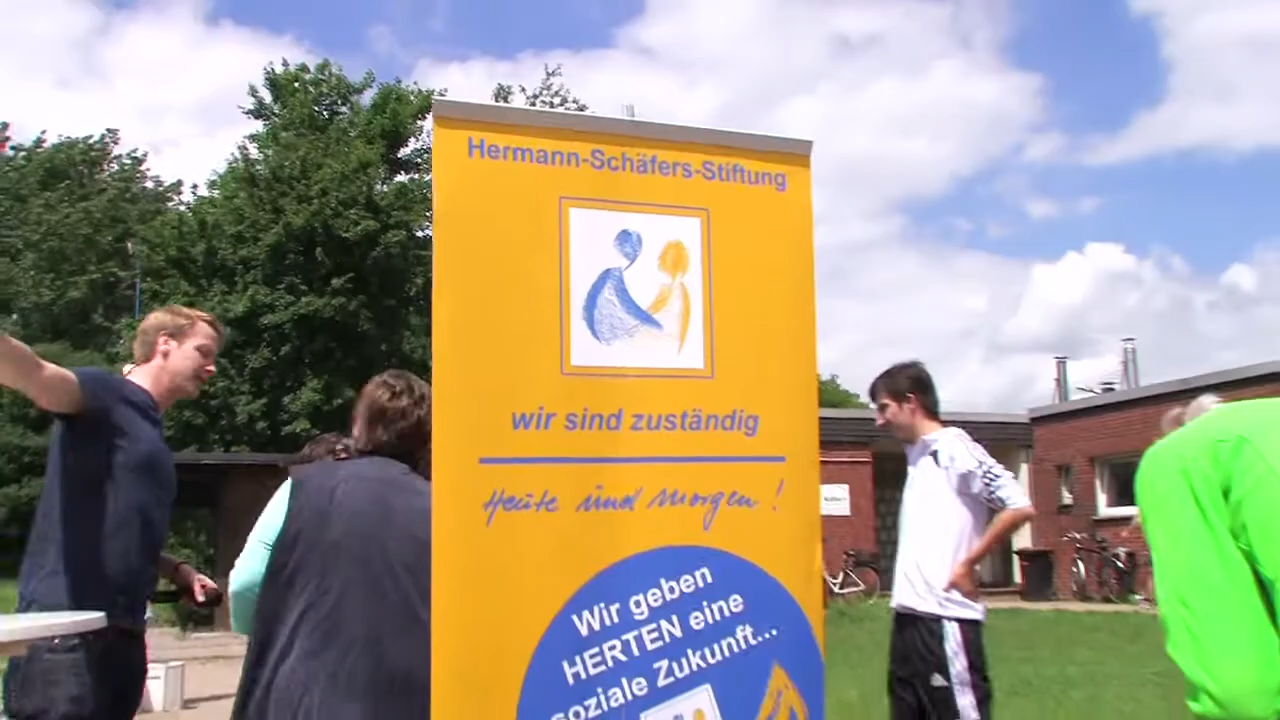 Hermann-Schäfers-Stiftung
wir sind zuständig
Heute und morgen !
Wir geben
HERTEN eine
soziale Zukunft...